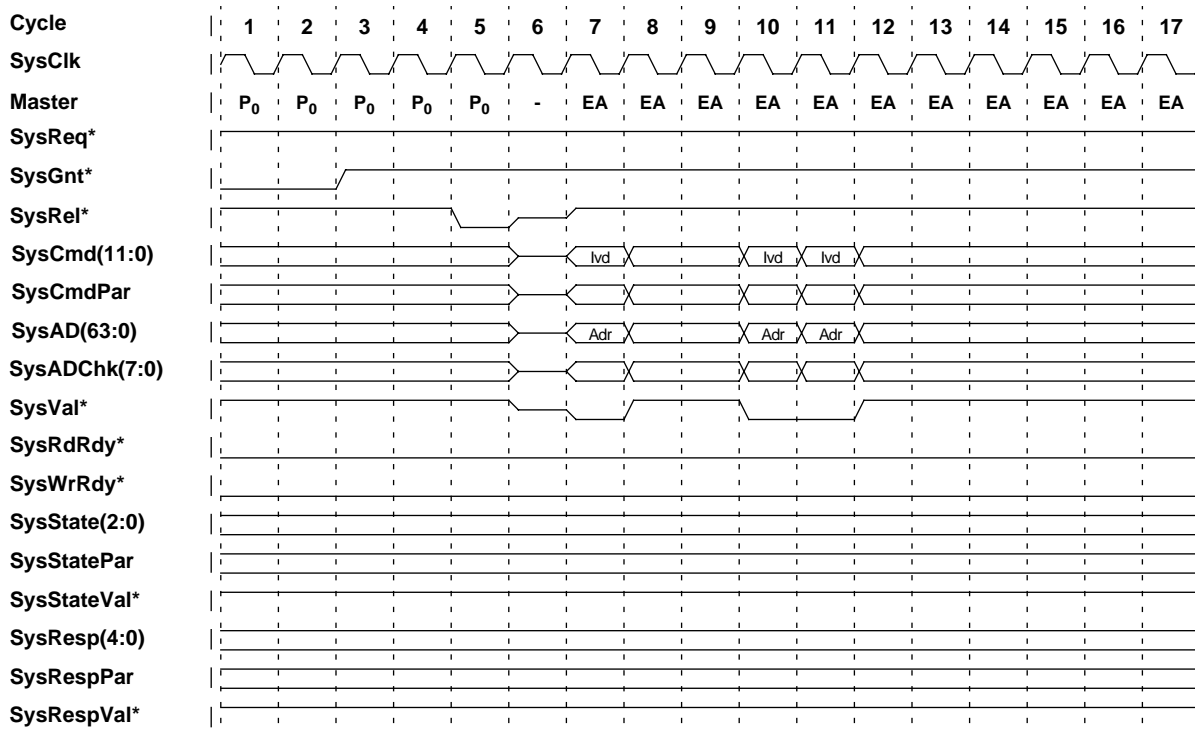 Cycle 1 2 3 4 5 6 7 8 9 10 11 12 13 14 15 16 17
SysClk
Master P0 P0 P0 P0 P0 - EA EA EA EA EA EA EA EA EA EA EA
SysReq*
SysGnt*
SysRel*
SysCmd(11:0) Ivd Ivd Ivd
SysCmdPar
SysAD(63:0) Adr Adr Adr
SysADChk(7:0)
SysVal*
SysRdRdy*
SysWrRdy*
SysState(2:0)
SysStatePar
SysStateVal*
SysResp(4:0)
SysRespPar
SysRespVal*